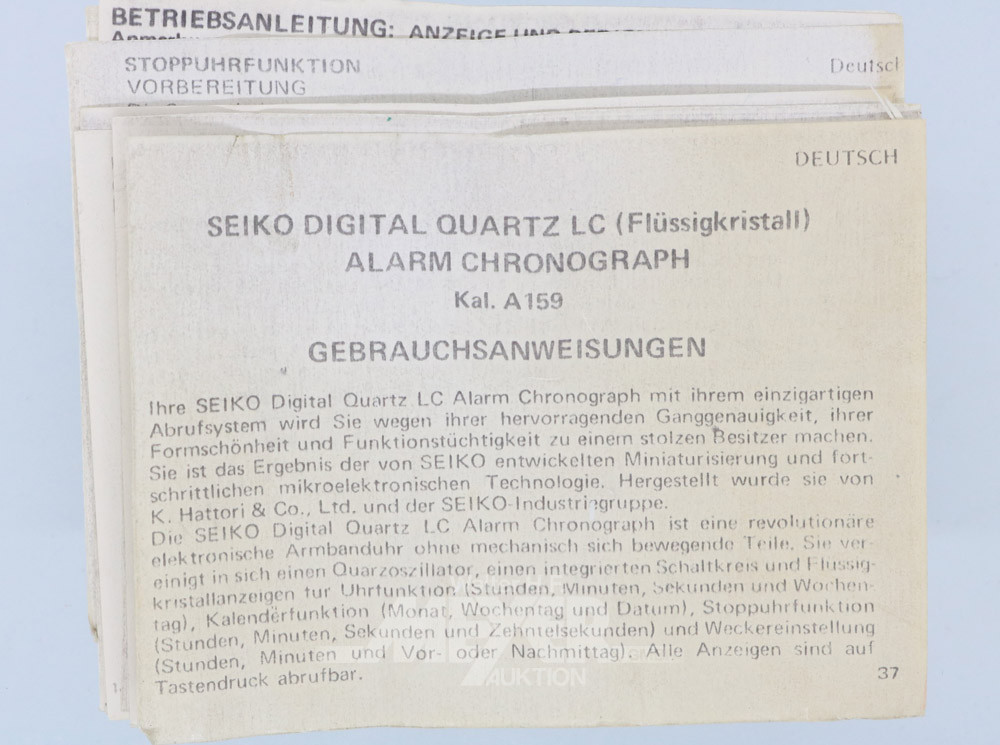 BETRIEBSANLEITUNG: ANZEIGE UND
STOPPUHRFUNKTION Deutsch
VORBEREITUNG
DEUTSCH
SEIKO DIGITAL QUARTZ LC (Flüssigkristall)
ALARM CHRONOGRAPH
Kal. A159
GEBRAUCHSANWEISUNGEN
Ihre SEIKO Digital Quartz LC Alarm Chronograph mit ihrem einzigartigen
Abrufsystem wird Sie wegen ihrer hervorragenden Ganggenauigkeit, ihrer
Formschönheit und Funktionstüchtigkeit zu einem stolzen Besitzer machen.
Sie ist das Ergebnis der von SEIKO entwickelten Miniaturisierung und fort-
schrittlichen mikroelektronischen Technologie. Hergestellt wurde sie von
K. Hattori & Co., Ltd. und der SEIKO-Industriegruppe.
Die SEIKO Digital Quartz LC Alarm Chronograph ist eine revolutionäre
elektronische Armbanduhr ohne mechanisch sich bewegende Teile. Sie ver-
einigt in sich einen Quarzoszillator, einen integrierten Schaltkreis und Flüssig-
kristallanzeigen für Uhrfunktion (Stunden, Minuten, Sekunden und Wochen-
tag), Kalenderfunktion (Monat, Wochentag und Datum), Stoppuhrfunktion
(Stunden, Minuten, Sekunden und Zehntelsekunden) und Weckereinstellung
(Stunden, Minuten und Vor- oder Nachmittag). Alle Anzeigen sind auf
Tastendruck abrufbar.
37
AUKTION